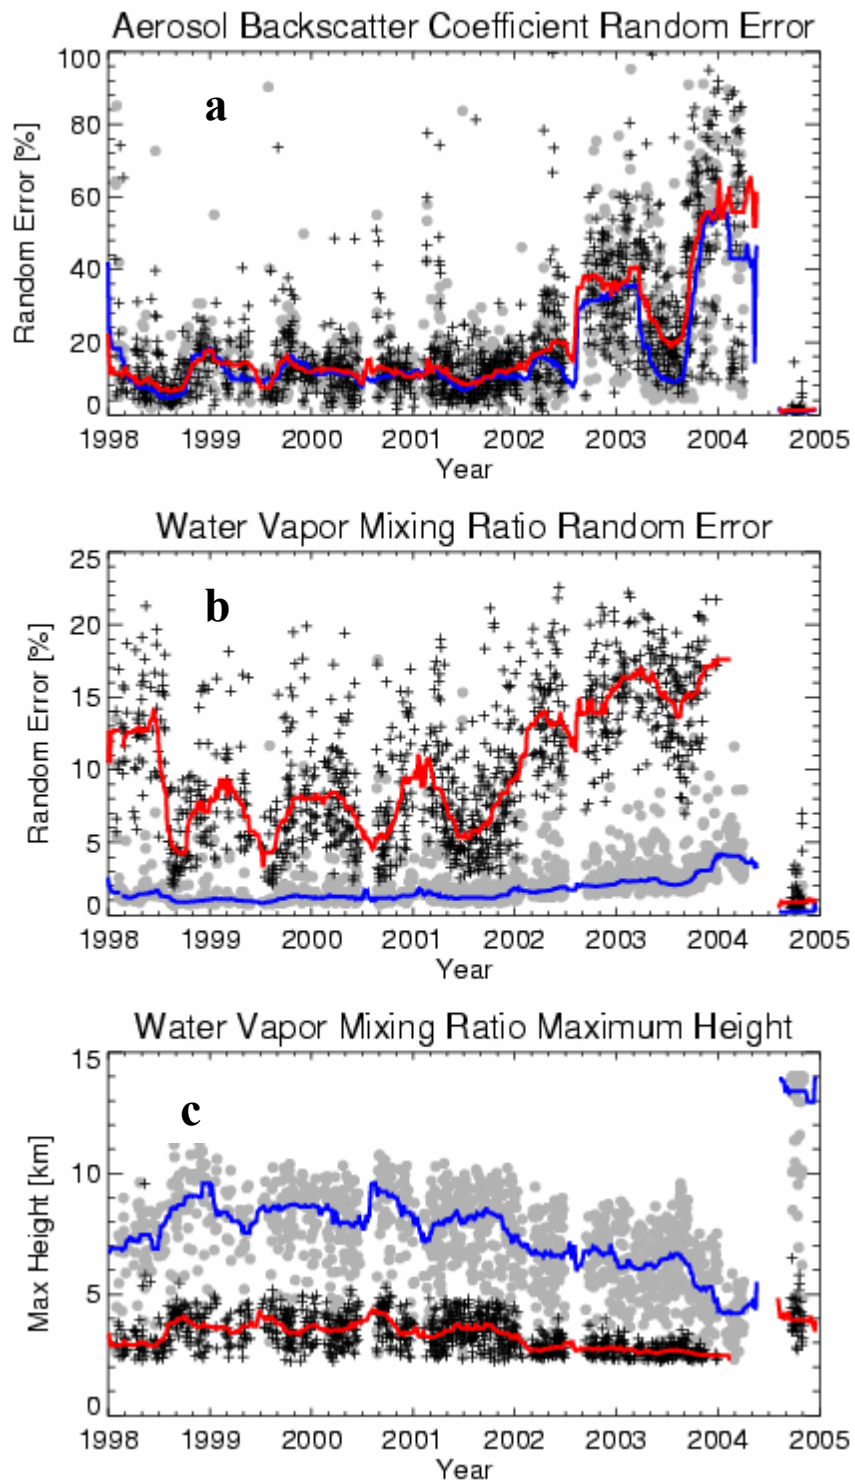 Aerosol Backscatter Coefficient Random Error
a
Random Error [%]
100
80
60
40
20
0
1998 1999 2000 2001 2002 2003 2004 2005
Year
Water Vapor Mixing Ratio Random Error
b
Random Error [%]
25
20
15
10
5
0
1998 1999 2000 2001 2002 2003 2004 2005
Year
Water Vapor Mixing Ratio Maximum Height
c
Max Height [km]
15
10
5
0
1998 1999 2000 2001 2002 2003 2004 2005
Year